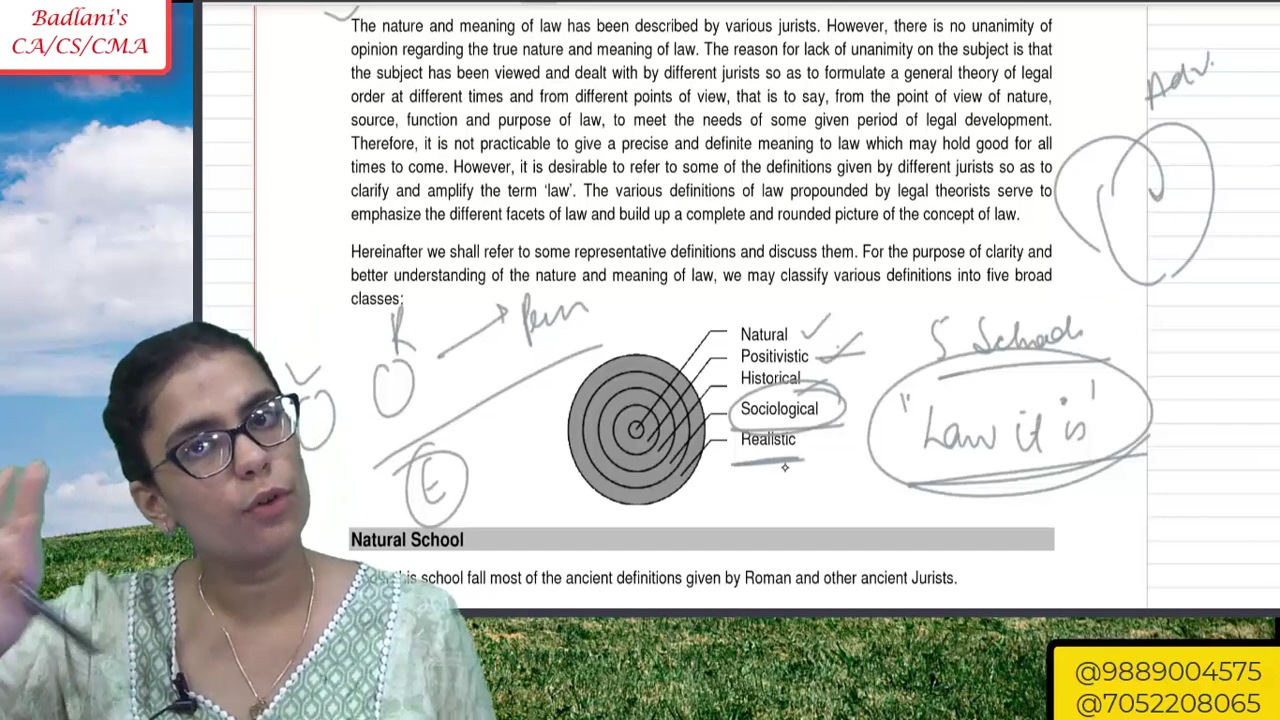 Badlani's
CA/CS/CMA
The nature and meaning of law has been described by various jurists. However, there is no unanimity of
opinion regarding the true nature and meaning of law. The reason for lack of unanimity on the subject is that
the subject has been viewed and dealt with by different jurists so as to formulate a general theory of legal
order at different times and from different points of view, that is to say, from the point of view of nature,
source, function and purpose of law, to meet the needs of some given period of legal development.
Therefore, it is not practicable to give a precise and definite meaning to law which may hold good for all
times to come. However, it is desirable to refer to some of the definitions given by different jurists so as to
clarify and amplify the term ‘law’. The various definitions of law propounded by legal theorists serve to
emphasize the different facets of law and build up a complete and rounded picture of the concept of law.
Adv.
Hereinafter we shall refer to some representative definitions and discuss them. For the purpose of clarity and
better understanding of the nature and meaning of law, we may classify various definitions into five broad
classes:
R
Natural
Positivistic
Historical
Sociological
Realistic
5 Schools
"Law it is"
E
Natural School
his school fall most of the ancient definitions given by Roman and other ancient Jurists.
@9889004575
@7052208065